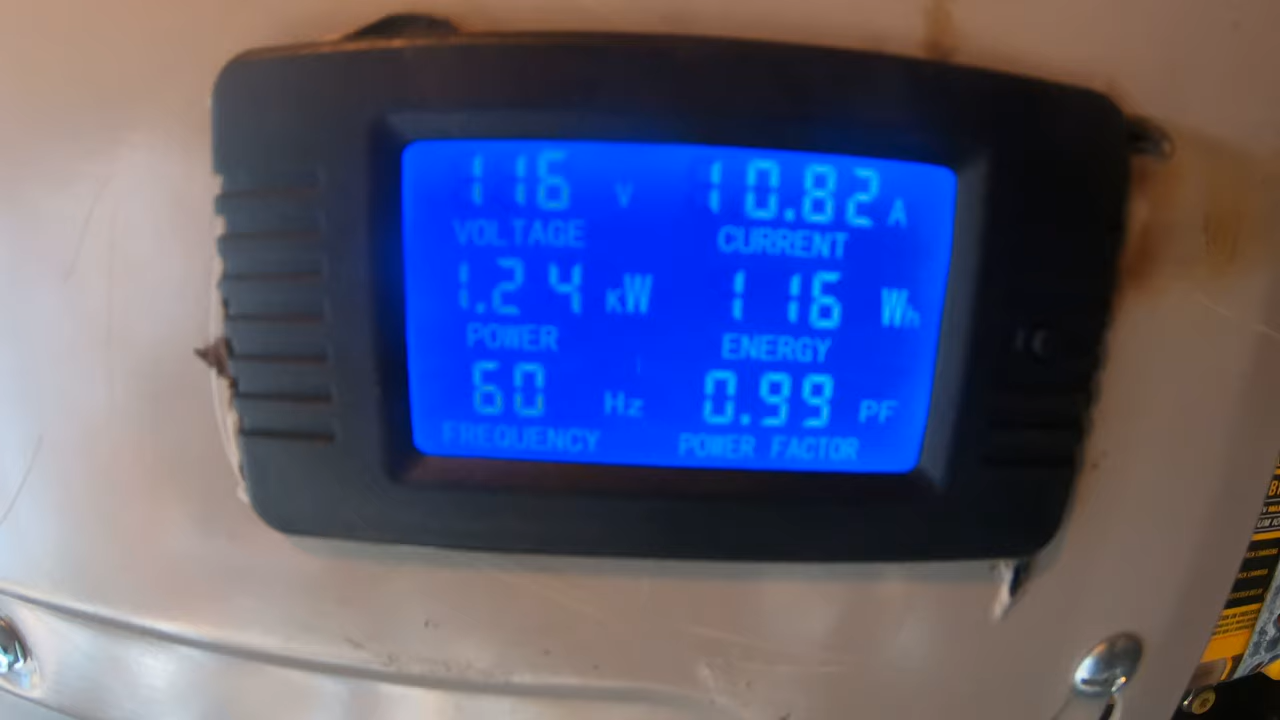 116 V 10.82 A
VOLTAGE CURRENT
1.24 kW 116 Wh
POWER ENERGY
60 Hz 0.99 PF
FREQUENCY POWER FACTOR